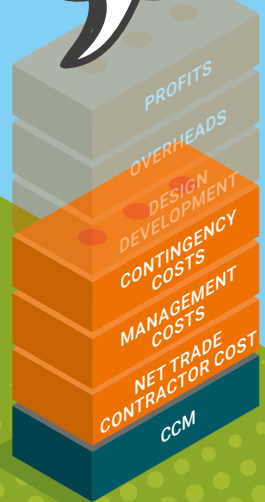 PROFITS
OVERHEADS
DESIGN
DEVELOPMENT
CONTINGENCY
COSTS
MANAGEMENT
COSTS
NET TRADE
CONTRACTOR COST
CCM